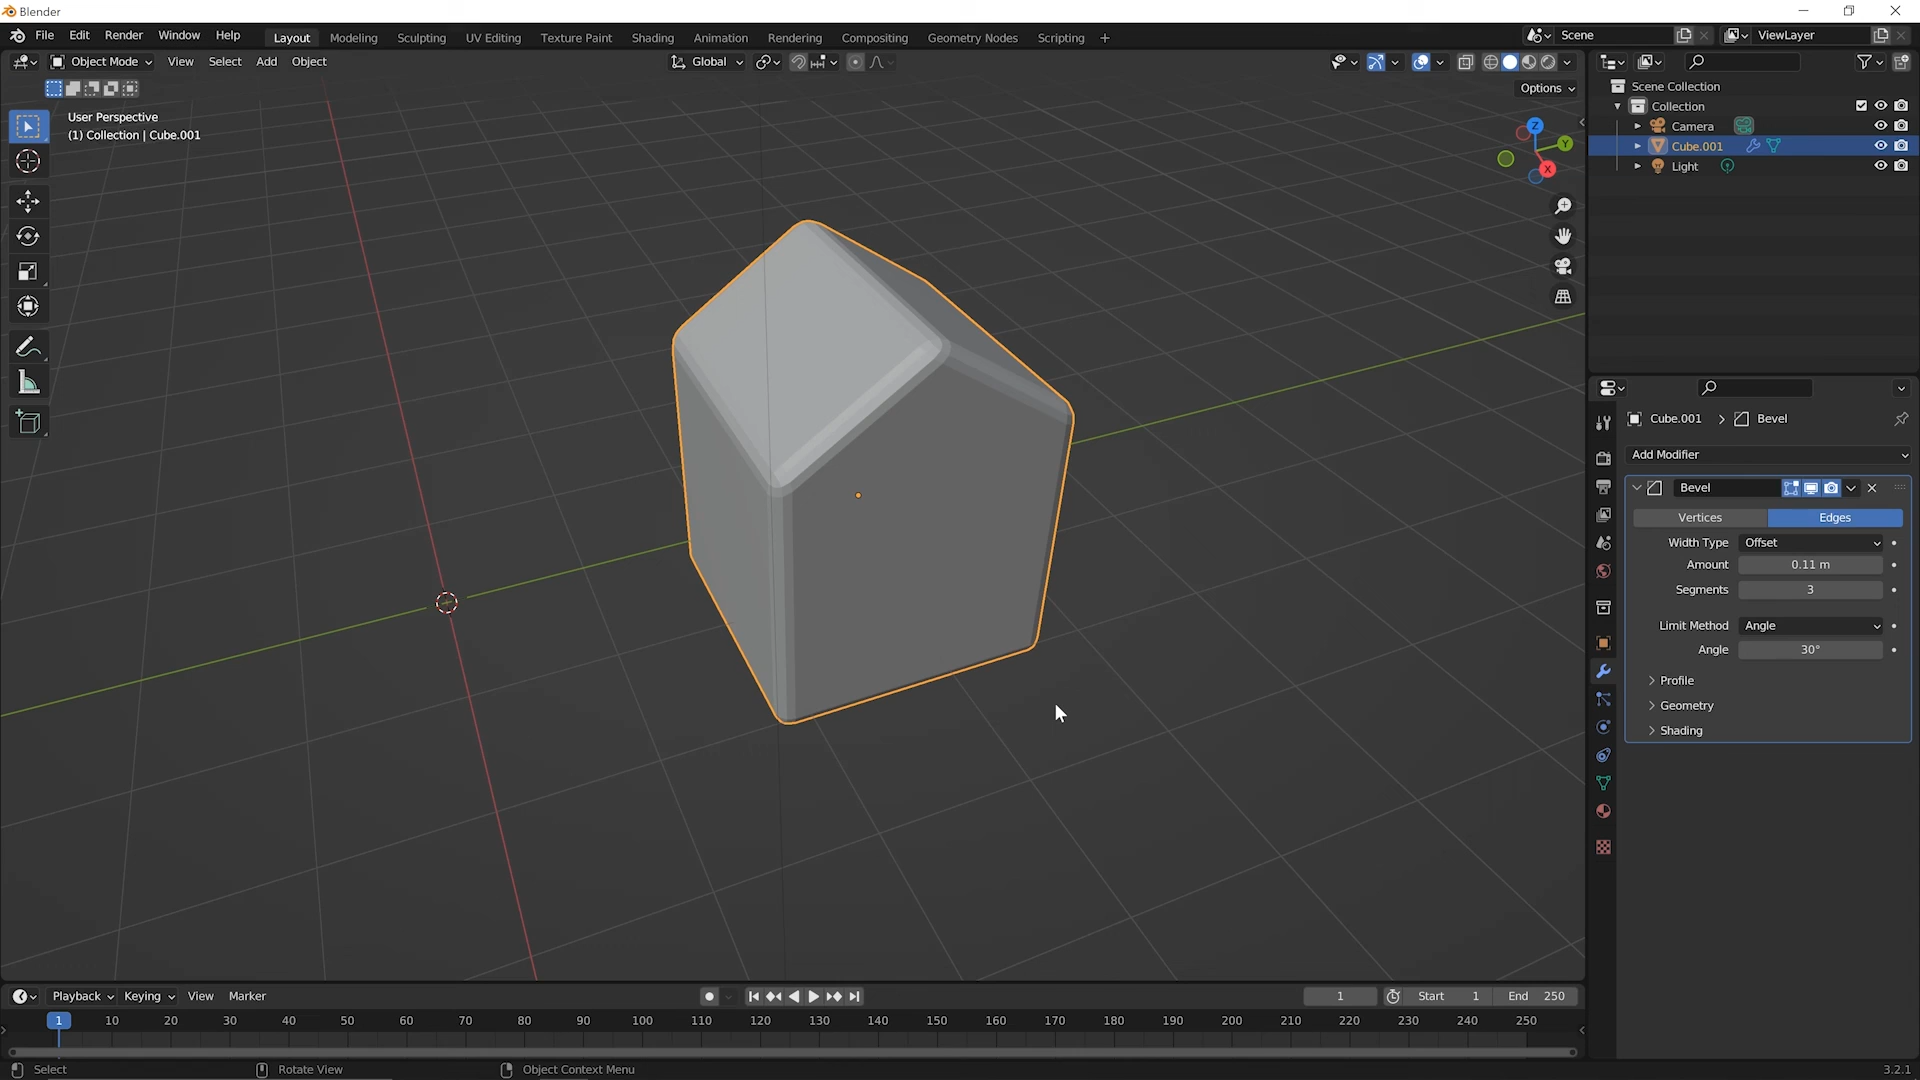 Blender
File Edit Render Window Help Layout Modeling Sculpting UV Editing Texture Paint Shading Animation Rendering Compositing Geometry Nodes Scripting + Scene ViewLayer
Object Mode View Select Add Object Global
Options
User Perspective
(1) Collection | Cube.001
Z
Y
X
Scene Collection
Collection
Camera
Cube.001
Light
Cube.001 > Bevel
Add Modifier
Bevel
Vertices Edges
Width Type Offset
Amount 0.11 m
Segments 3
Limit Method Angle
Angle 30°
Profile
Geometry
Shading
Playback Keying View Marker 1 Start 1 End 250
1 10 20 30 40 50 60 70 80 90 100 110 120 130 140 150 160 170 180 190 200 210 220 230 240 250
Select Rotate View Object Context Menu 3.2.1